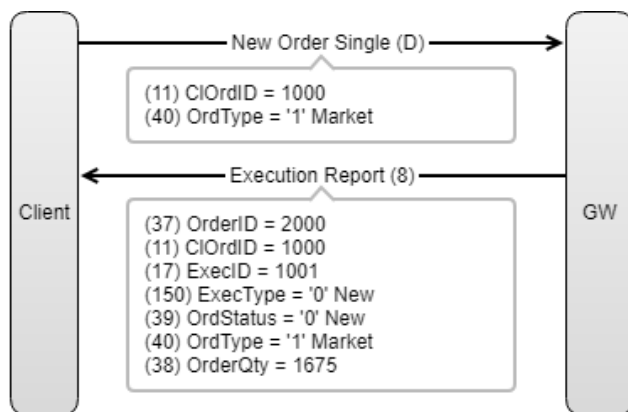 New Order Single (D)
(11) ClOrdID = 1000
(40) OrdType = '1' Market
Execution Report (8)
Client
GW
(37) OrderID = 2000
(11) ClOrdID = 1000
(17) ExecID = 1001
(150) ExecType = '0' New
(39) OrdStatus = '0' New
(40) OrdType = '1' Market
(38) OrderQty = 1675